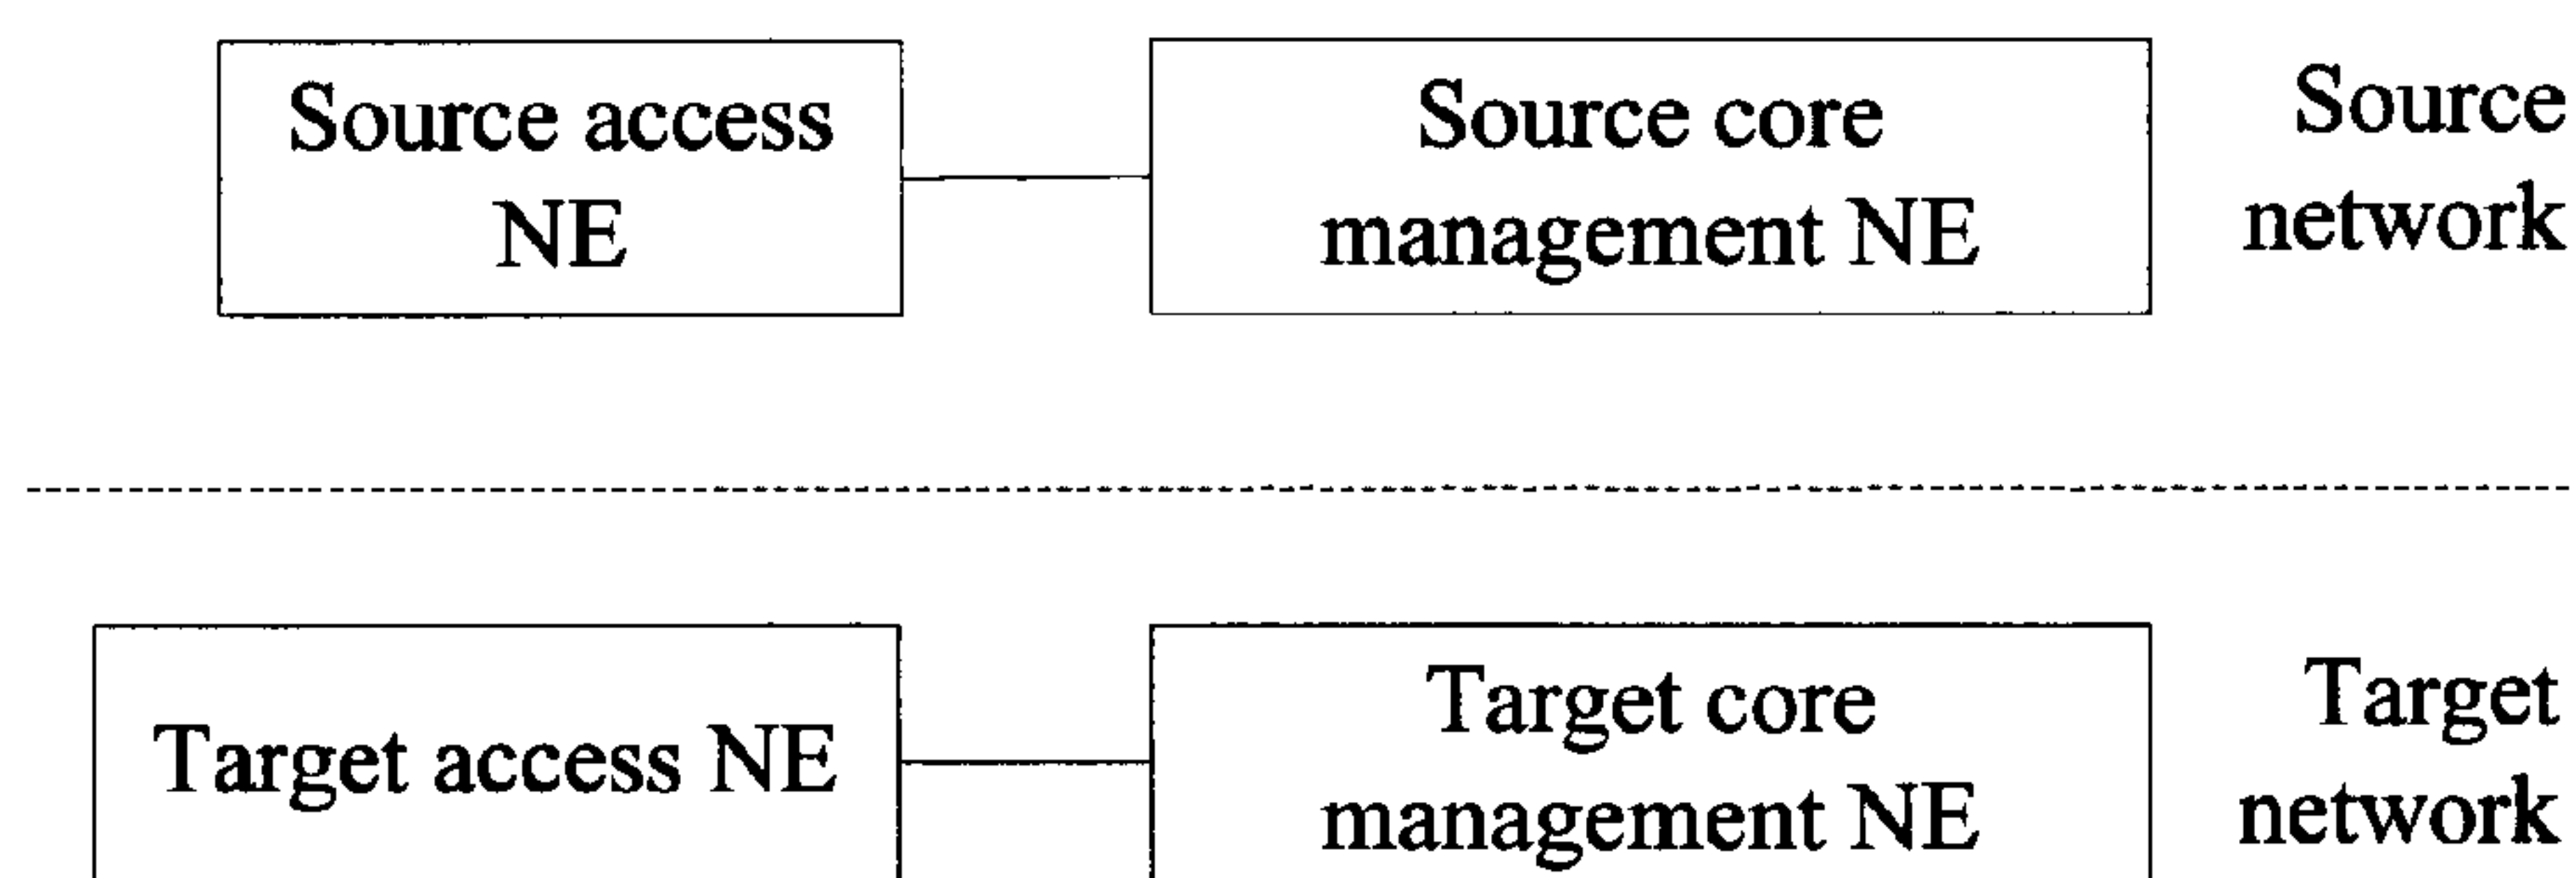 Source access
NE
Source core
management NE
Source
network
Target access NE
Target core
management NE
Target
network